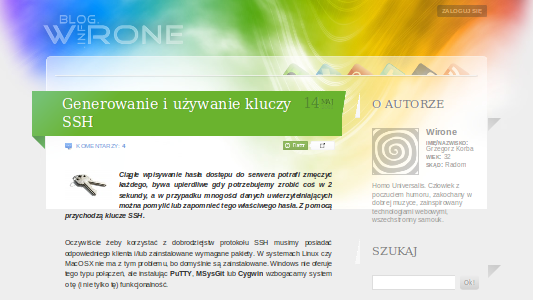 BLOG.
WIRONE
INFO
ZALOGUJ SIĘ
Generowanie i używanie kluczy
SSH
14 MAJ
KOMENTARZY 4
Ciągłe wpisywanie hasła dostępu do serwera potrafi zmęczyć
każdego, bywa upierdliwe gdy potrzebujemy zrobić coś w 2
sekundy, a w przypadku mnogości danych uwierzytelniających
można pomylić lub zapomnieć tego właściwego hasła. Z pomocą
przychodzą klucze SSH.
Oczywiście żeby korzystać z dobrodziejstw protokołu SSH musimy posiadać
odpowiedniego klienta i/lub zainstalowane wymagane pakiety. W systemach Linux czy
MacOSX nie ma z tym problemu, bo domyślnie są zainstalowane. Windows nie oferuje
tego typu połączeń, ale instalując PuTTY, MSysGit lub Cygwin wzbogacamy system
o tę (i nie tylko tę) funkcjonalność.
O AUTORZE
Wirone
IMIĘ/NAZWISKO:
Grzegorz Korba
WIEK: 32
SKĄD: Radom
Homo Universalis. Człowiek z
poczuciem humoru, zakochany w
dobrej muzyce, zainspirowany
technologiami webowymi,
wszechstronny samouk.
SZUKAJ
Ok!